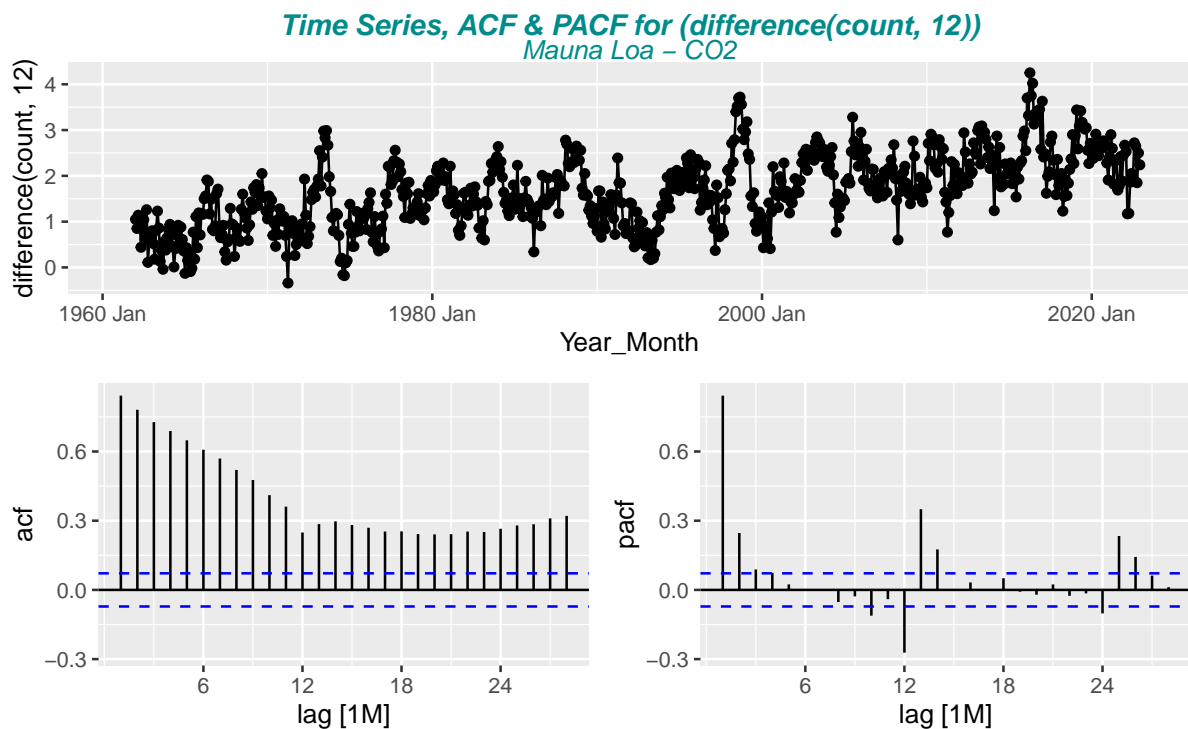 Time Series, ACF & PACF for (difference(count, 12))
Mauna Loa − CO2
difference(count, 12)
4
3
2
1
0
1960 Jan
1980 Jan
2000 Jan
2020 Jan
Year_Month
acf
0.6
0.3
0.0
−0.3
6
12
18
24
lag [1M]
pacf
0.6
0.3
0.0
−0.3
6
12
18
24
lag [1M]